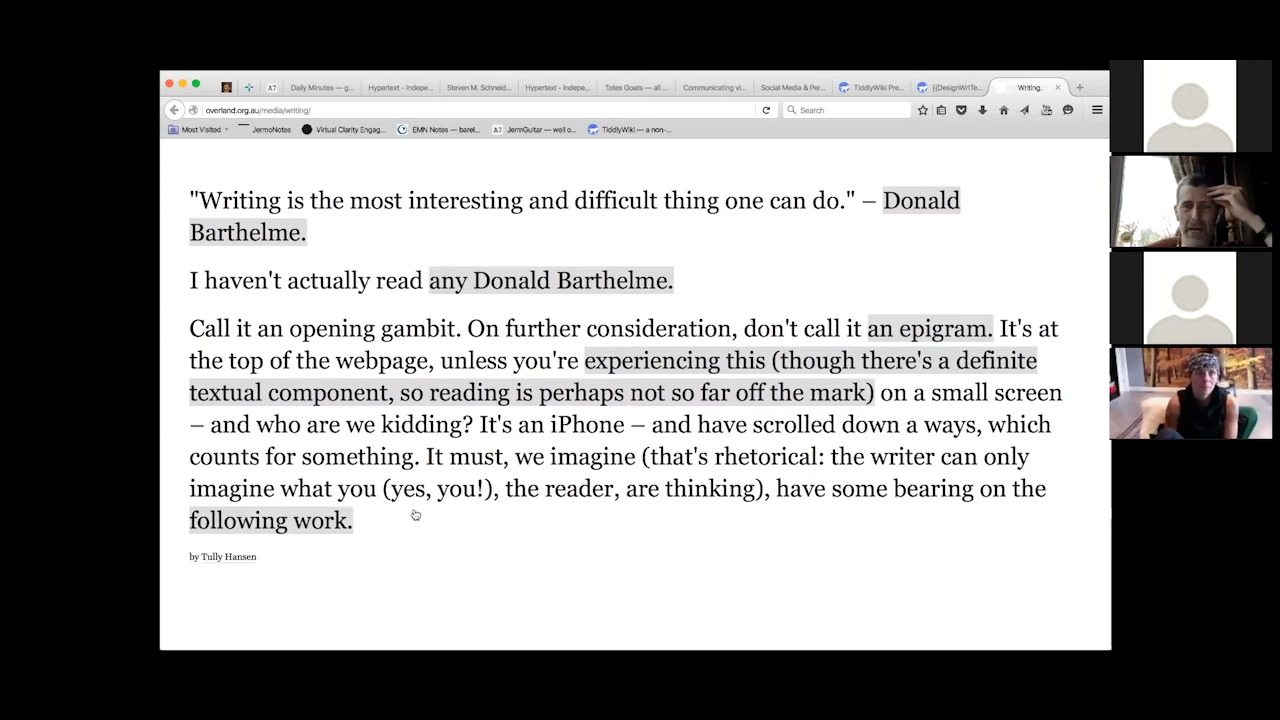 Daily Minutes — g...
Hypertext - Indepe...
Steven M. Schneid...
Hypertext - Indepe...
Totes Goats — all ...
Communicating vi...
Social Media & Per...
TiddlyWiki Pre...
{{DesignWriTe...
Writing.
overland.org.au/media/writing/
Search
Most Visited
JermoNotes
Virtual Clarity Engag...
EMN Notes — barel...
A7
JermGuitar — well o...
TiddlyWiki — a non-...
"Writing is the most interesting and difficult thing one can do." – Donald
Barthelme.
I haven't actually read any Donald Barthelme.
Call it an opening gambit. On further consideration, don't call it an epigram. It's at
the top of the webpage, unless you're experiencing this (though there's a definite
textual component, so reading is perhaps not so far off the mark) on a small screen
– and who are we kidding? It's an iPhone – and have scrolled down a ways, which
counts for something. It must, we imagine (that's rhetorical: the writer can only
imagine what you (yes, you!), the reader, are thinking), have some bearing on the
following work.
by Tully Hansen